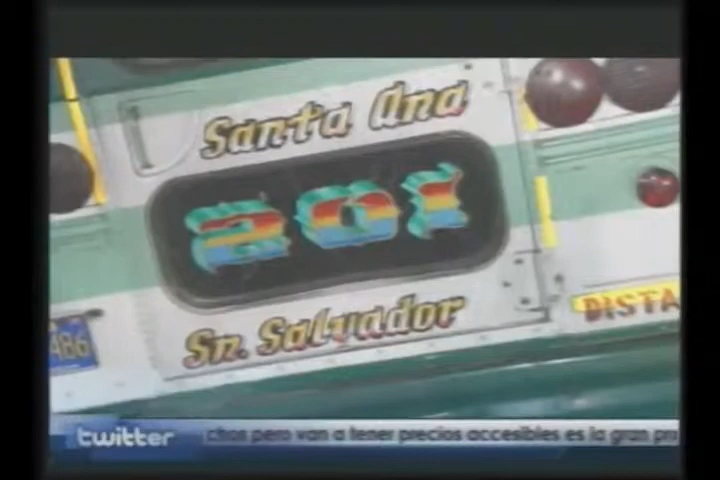 Santa Ana
201
Sn. Salvador
486
DISTA
twitter chos pero van a tener precios accesibles es la gran pr